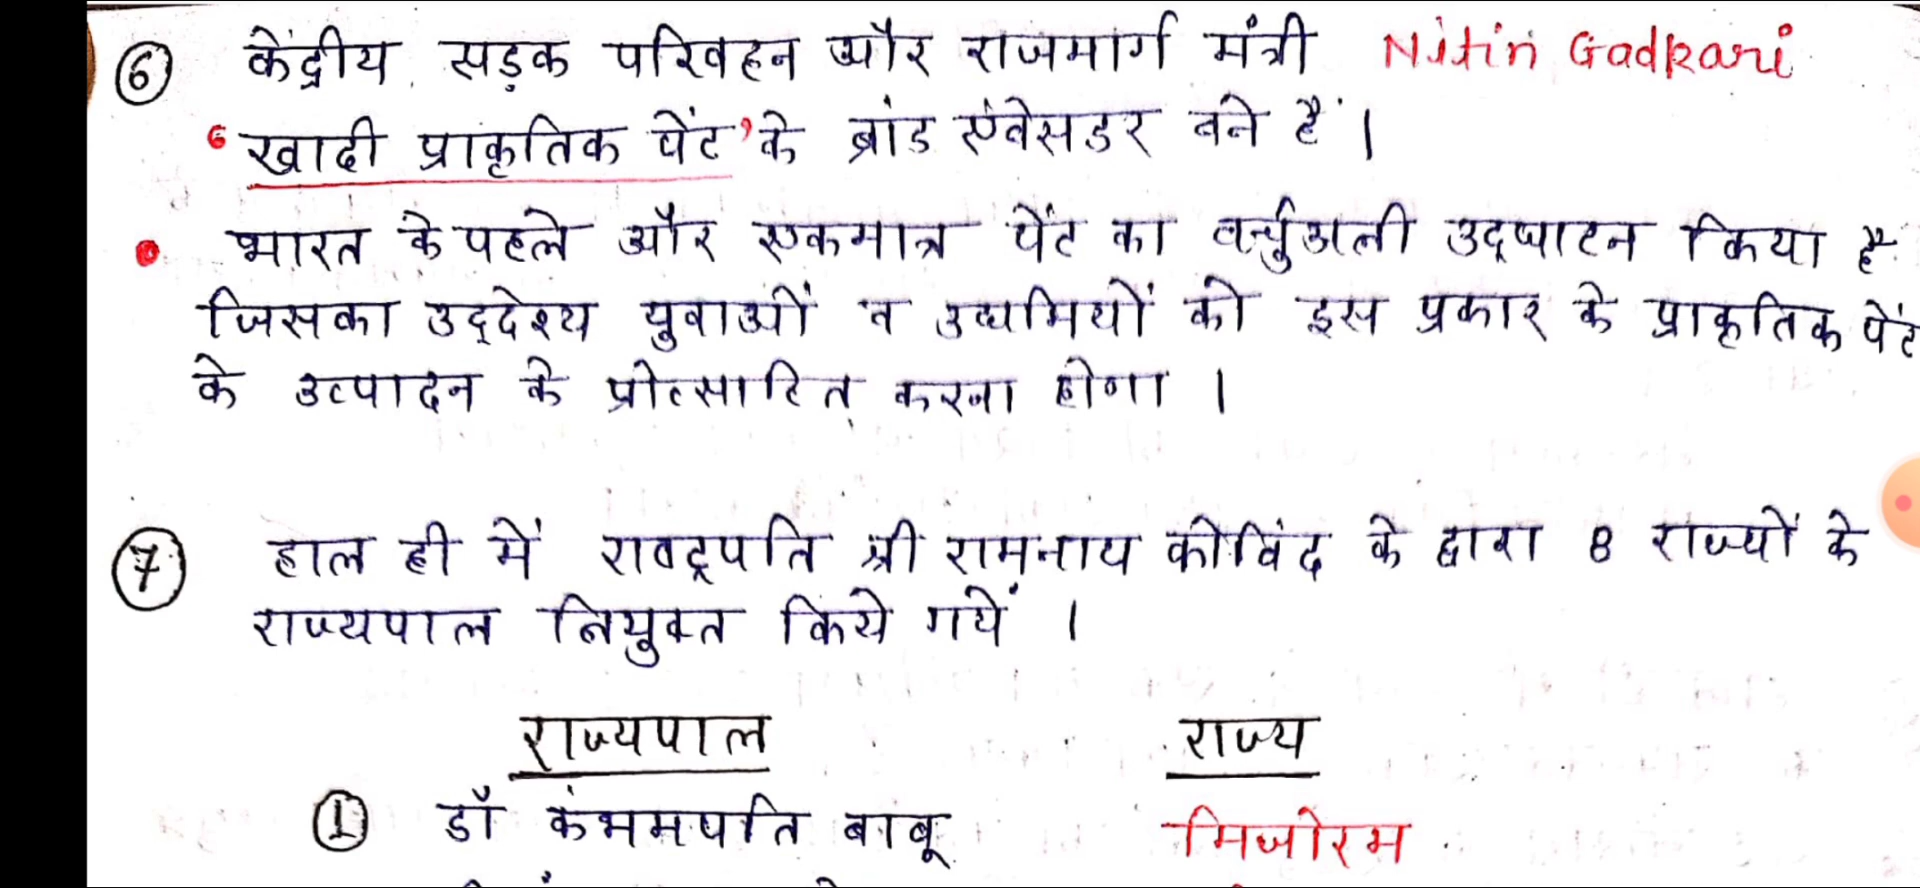 6 केंद्रीय सड़क परिवहन और राजमार्ग मंत्री Nitin Gadkari
'खादी प्राकृतिक पेंट' के ब्रांड एंबेसडर बने हैं।
• भारत के पहले और एकमात्र पेंट का वर्चुअली उद्घाटन किया है
जिसका उद्देश्य युवाओं व उद्यमियों को इस प्रकार के प्राकृतिक पेंट
के उत्पादन के प्रोत्साहित करना होगा ।
7 हाल ही में राष्ट्रपति श्री रामनाथ कोविंद के द्वारा 8 राज्यों के
राज्यपाल नियुक्त किये गयें ।
राज्यपाल राज्य
1 डॉ कंभमपति बाबू मिजोरम